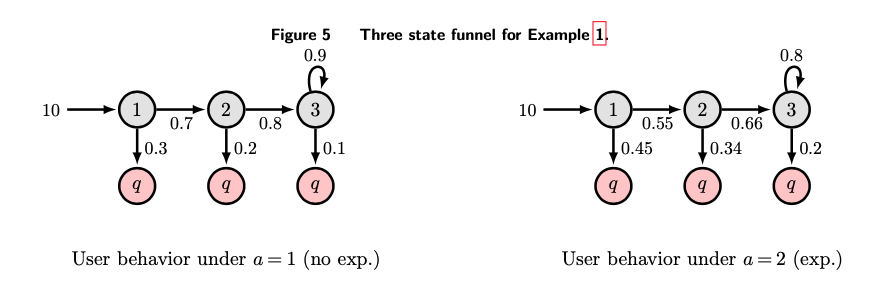 Figure 5 Three state funnel for Example 1.
0.9
10 1 2 3
0.7 0.8
0.3 0.2 0.1
q q q
User behavior under a = 1 (no exp.)
0.8
10 1 2 3
0.55 0.66
0.45 0.34 0.2
q q q
User behavior under a = 2 (exp.)